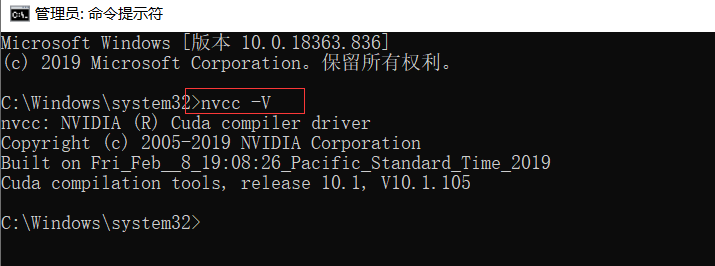 管理员: 命令提示符
Microsoft Windows [版本 10.0.18363.836]
(c) 2019 Microsoft Corporation。保留所有权利。
C:\Windows\system32>nvcc -V
nvcc: NVIDIA (R) Cuda compiler driver
Copyright (c) 2005-2019 NVIDIA Corporation
Built on Fri_Feb__8_19:08:26_Pacific_Standard_Time_2019
Cuda compilation tools, release 10.1, V10.1.105
C:\Windows\system32>